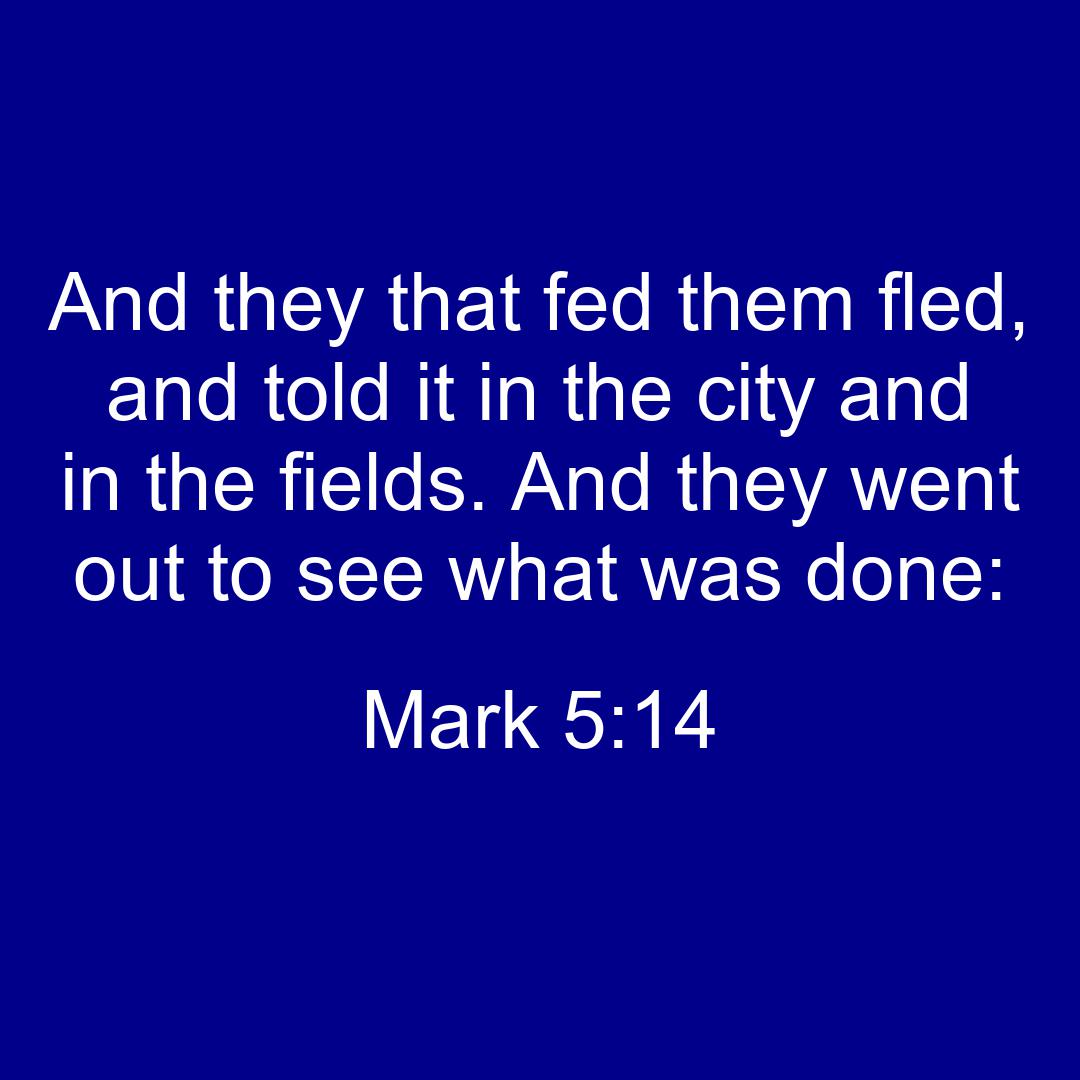 And they that fed them fled,
and told it in the city and
in the fields. And they went
out to see what was done:
Mark 5:14